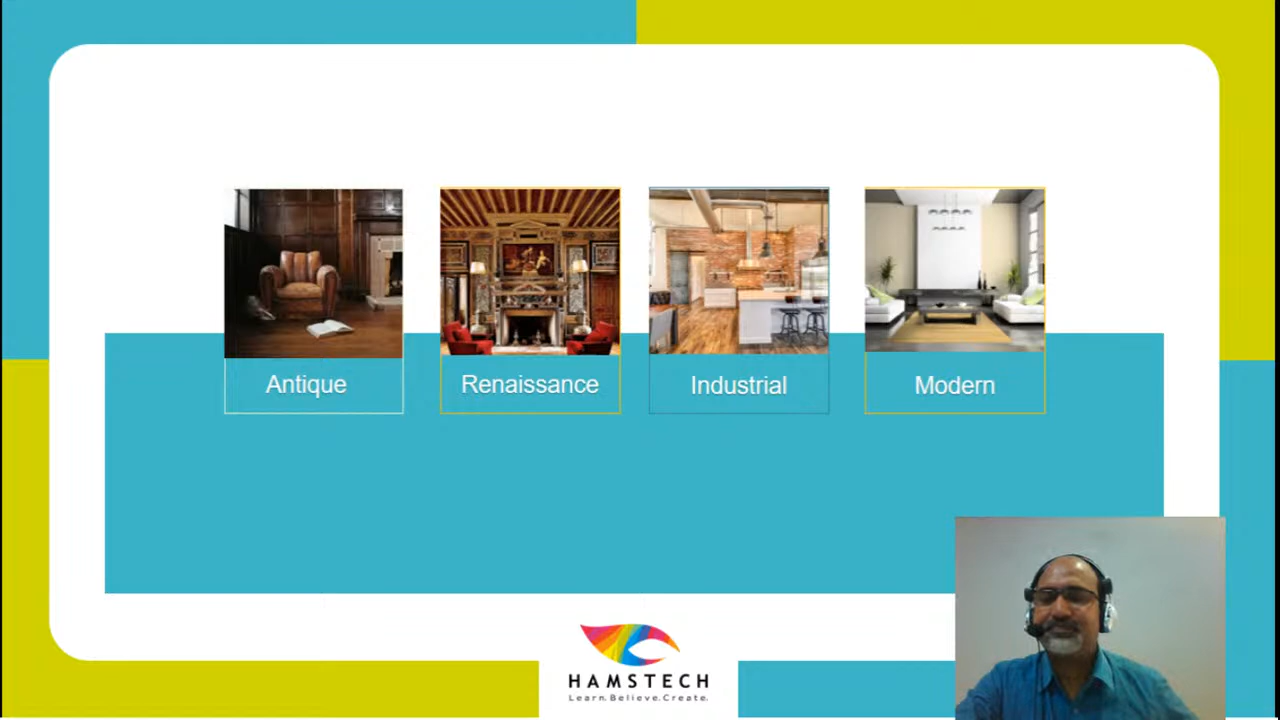 Antique
Renaissance
Industrial
Modern
HAMSTECH
Learn.Believe.Create.